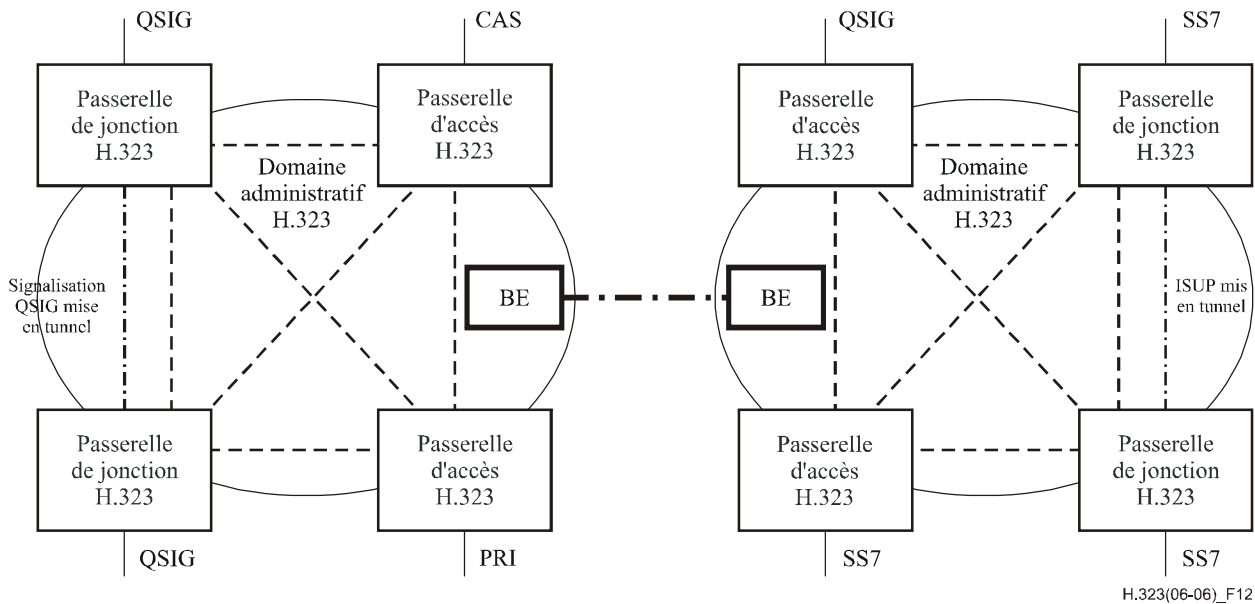 QSIG
CAS
QSIG
SS7
Passerelle
de jonction
H.323
Passerelle
d'accès
H.323
Passerelle
d'accès
H.323
Passerelle
de jonction
H.323
Domaine
administratif
H.323
Domaine
administratif
H.323
Signalisation
QSIG mise
en tunnel
BE
BE
ISUP mis
en tunnel
Passerelle
de jonction
H.323
Passerelle
d'accès
H.323
Passerelle
d'accès
H.323
Passerelle
de jonction
H.323
QSIG
PRI
SS7
SS7
H.323(06-06)_F12